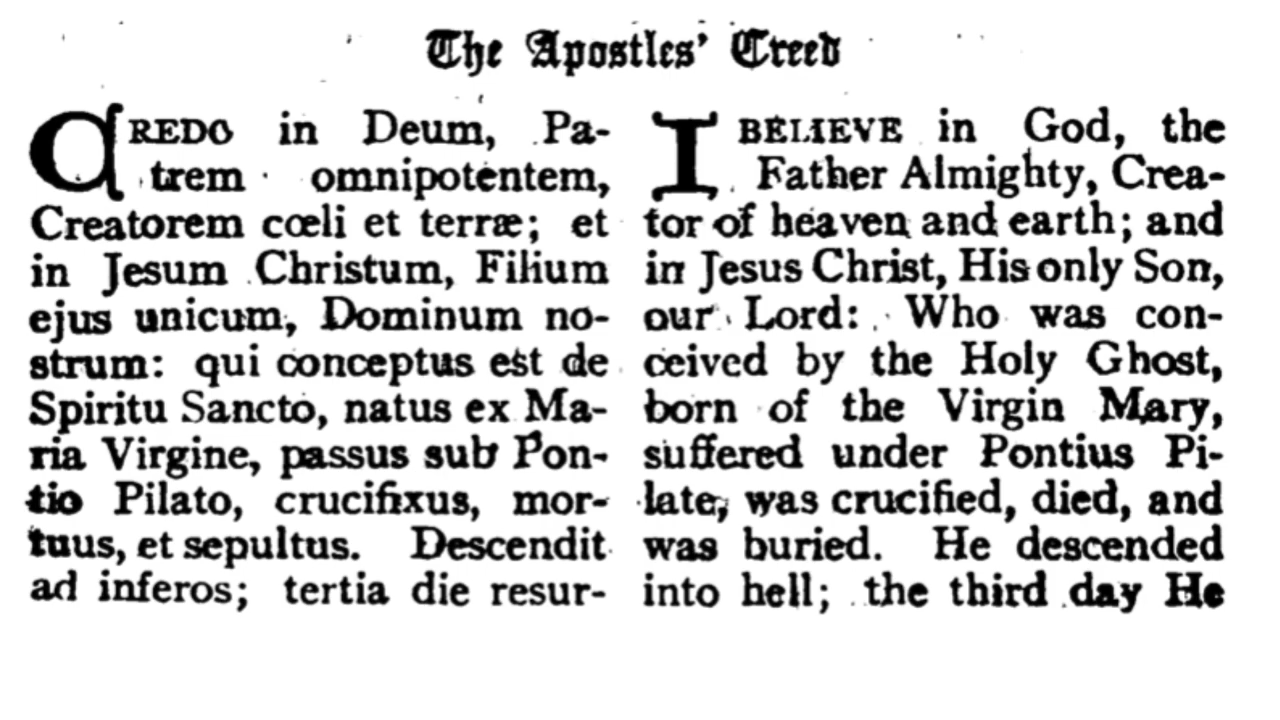 The Apostles' Creed
CREDO in Deum, Pa-
trem omnipotentem,
Creatorem cœli et terræ; et
in Jesum Christum, Filium
ejus unicum, Dominum no-
strum: qui conceptus est de
Spiritu Sancto, natus ex Ma-
ria Virgine, passus sub Pon-
tio Pilato, crucifixus, mor-
tuus, et sepultus. Descendit
ad inferos; tertia die resur-
I BELIEVE in God, the
Father Almighty, Crea-
tor of heaven and earth; and
in Jesus Christ, His only Son,
our Lord: Who was con-
ceived by the Holy Ghost,
born of the Virgin Mary,
suffered under Pontius Pi-
late, was crucified, died, and
was buried. He descended
into hell; the third day He